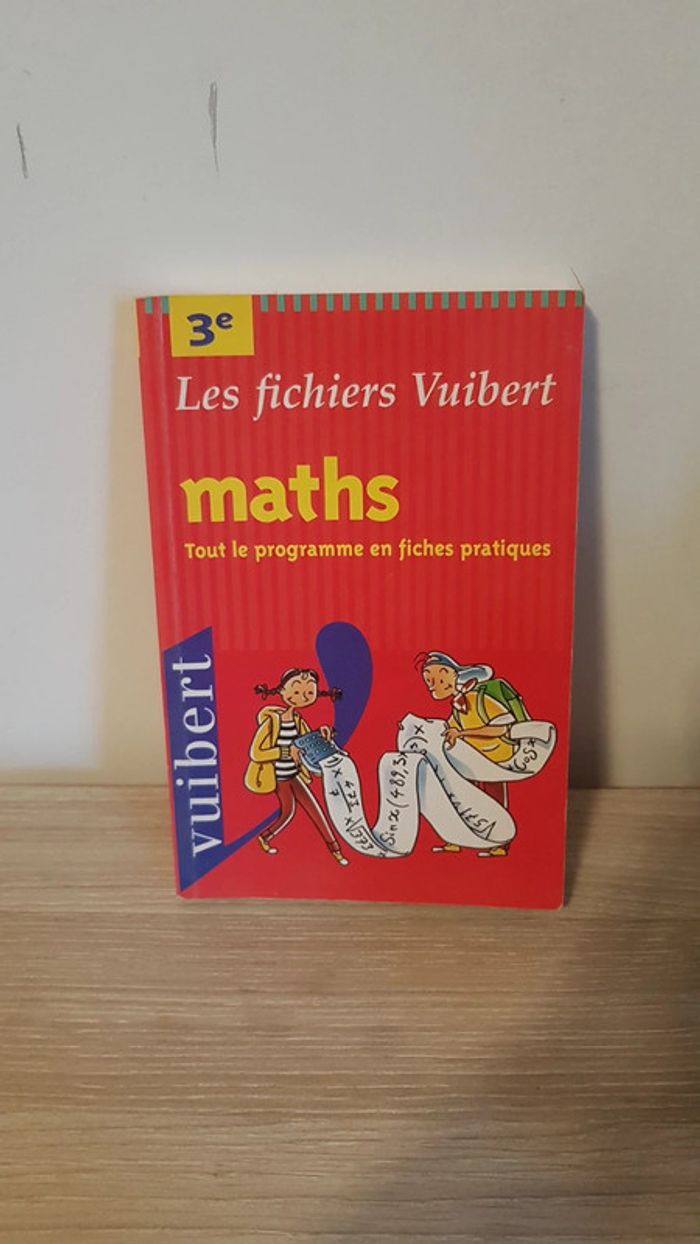 3e
Les fichiers Vuibert
maths
Tout le programme en fiches pratiques
vuibert